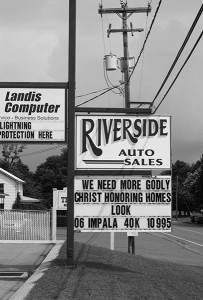 Landis
Computer
Service - Business Solutions
LIGHTNING
PROTECTION HERE
RIVERSIDE
AUTO
SALES
WE NEED MORE GODLY
CHRIST HONORING HOMES
LOOK
06 IMPALA 40K 10995